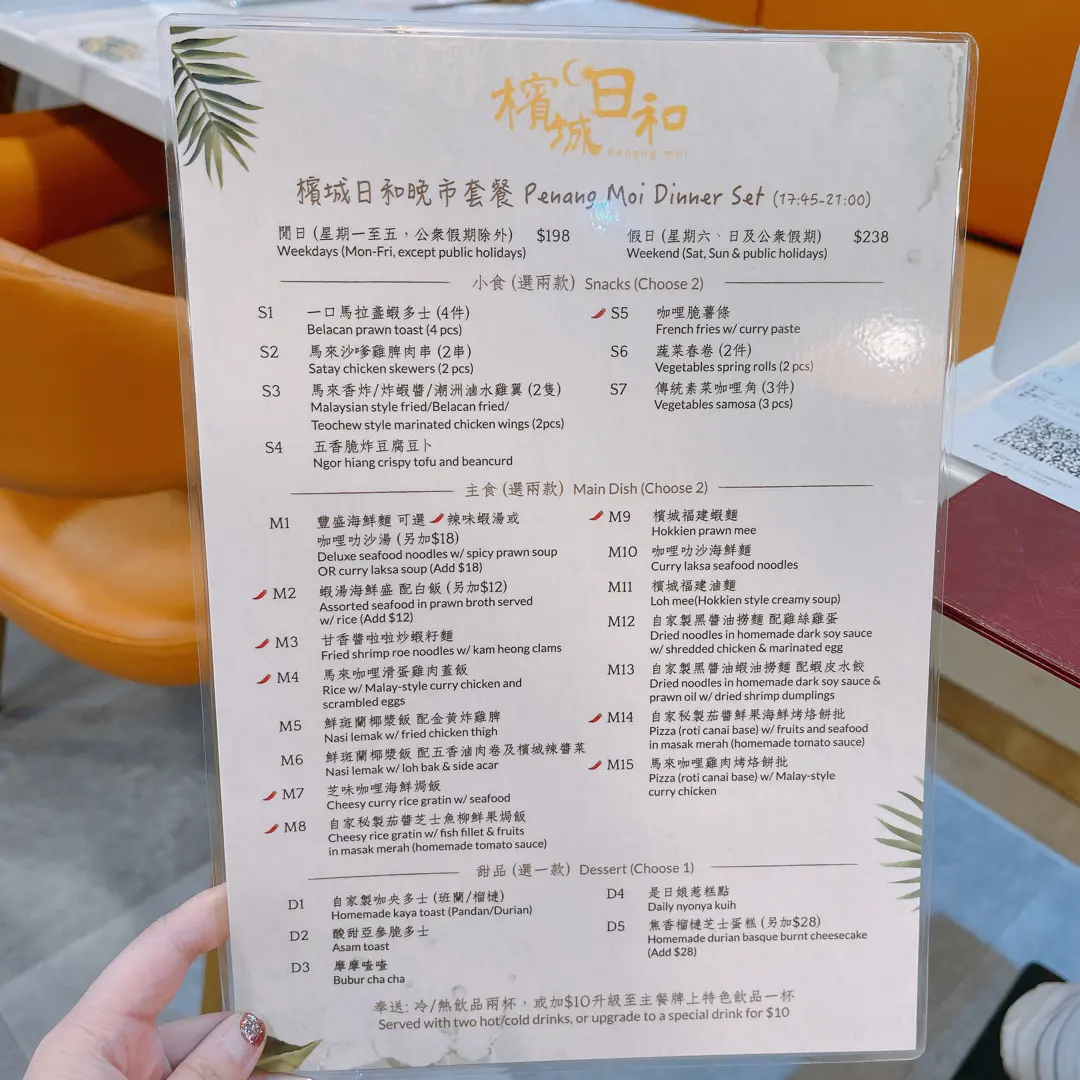 檳城日和
Penang moi
檳城日和晚市套餐 Penang Moi Dinner Set (17:45-21:00)
閒日 (星期一至五，公眾假期除外) $198
Weekdays (Mon-Fri, except public holidays)
假日 (星期六、日及公眾假期) $238
Weekend (Sat, Sun & public holidays)
小食 (選兩款) Snacks (Choose 2)
S1 一口馬拉盞蝦多士 (4件)
Belacan prawn toast (4 pcs)
S2 馬來沙嗲雞脾肉串 (2串)
Satay chicken skewers (2 pcs)
S3 馬來香炸/炸蝦醬/潮洲滷水雞翼 (2隻)
Malaysian style fried/Belacan fried/
Teochew style marinated chicken wings (2pcs)
S4 五香脆炸豆腐豆卜
Ngor hiang crispy tofu and beancurd
S5 咖哩脆薯條
French fries w/ curry paste
S6 蔬菜春卷 (2件)
Vegetables spring rolls (2 pcs)
S7 傳統素菜咖哩角 (3件)
Vegetables samosa (3 pcs)
主食 (選兩款) Main Dish (Choose 2)
M1 豐盛海鮮麵 可選 辣味蝦湯或
咖哩叻沙湯 (另加$18)
Deluxe seafood noodles w/ spicy prawn soup
OR curry laksa soup (Add $18)
M2 蝦湯海鮮盛 配白飯 (另加$12)
Assorted seafood in prawn broth served
w/ rice (Add $12)
M3 甘香醬啦啦炒蝦籽麵
Fried shrimp roe noodles w/ kam heong clams
M4 馬來咖哩滑蛋雞肉蓋飯
Rice w/ Malay-style curry chicken and
scrambled eggs
M5 鮮斑蘭椰漿飯 配金黃炸雞脾
Nasi lemak w/ fried chicken thigh
M6 鮮斑蘭椰漿飯 配五香滷肉卷及檳城辣醬菜
Nasi lemak w/ loh bak & side acar
M7 芝味咖哩海鮮焗飯
Cheesy curry rice gratin w/ seafood
M8 自家秘製茄醬芝士魚柳鮮果焗飯
Cheesy rice gratin w/ fish fillet & fruits
in masak merah (homemade tomato sauce)
M9 檳城福建蝦麵
Hokkien prawn mee
M10 咖哩叻沙海鮮麵
Curry laksa seafood noodles
M11 檳城福建滷麵
Loh mee(Hokkien style creamy soup)
M12 自家製黑醬油撈麵 配雞絲雞蛋
Dried noodles in homemade dark soy sauce
w/ shredded chicken & marinated egg
M13 自家製黑醬油蝦油撈麵 配蝦皮水餃
Dried noodles in homemade dark soy sauce &
prawn oil w/ dried shrimp dumplings
M14 自家秘製茄醬鮮果海鮮烤烙餅批
Pizza (roti canai base) w/ fruits and seafood
in masak merah (homemade tomato sauce)
M15 馬來咖哩雞肉烤烙餅批
Pizza (roti canai base) w/ Malay-style
curry chicken
甜品 (選一款) Dessert (Choose 1)
D1 自家製咖央多士 (班蘭/榴槤)
Homemade kaya toast (Pandan/Durian)
D2 酸甜亞參脆多士
Asam toast
D3 摩摩喳喳
Bubur cha cha
D4 是日娘惹糕點
Daily nyonya kuih
D5 焦香榴槤芝士蛋糕 (另加$28)
Homemade durian basque burnt cheesecake
(Add $28)
奉送: 冷/熱飲品兩杯，或加$10升級至主餐牌上特色飲品一杯
Served with two hot/cold drinks, or upgrade to a special drink for $10